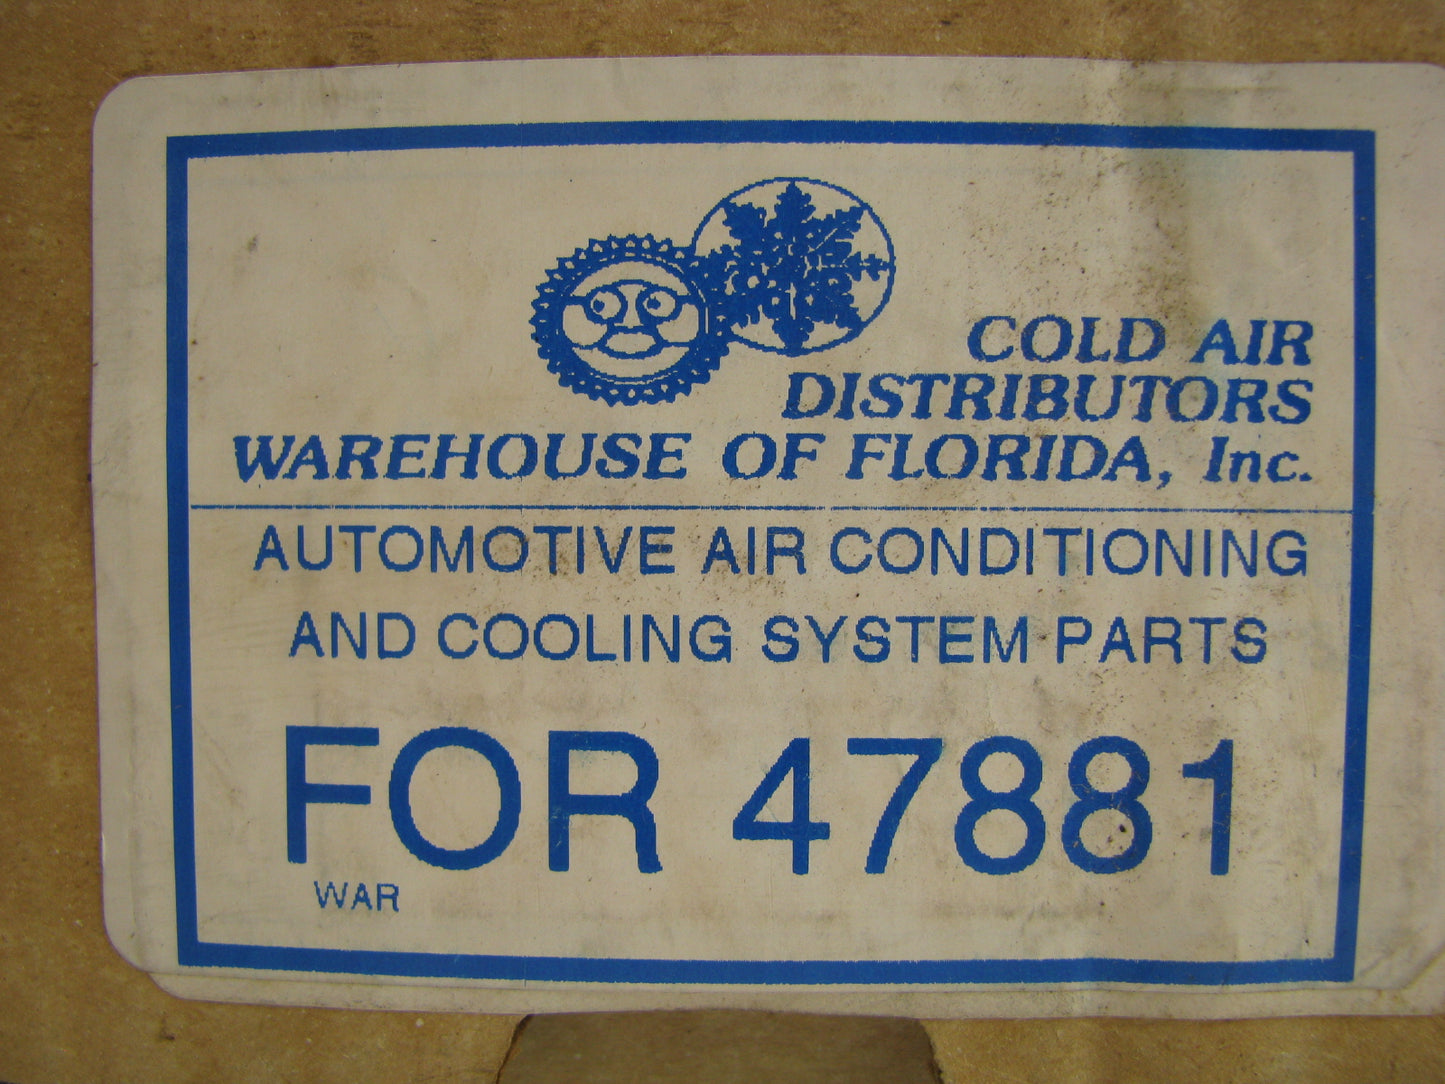 COLD AIR
DISTRIBUTORS
WAREHOUSE OF FLORIDA, Inc.
AUTOMOTIVE AIR CONDITIONING
AND COOLING SYSTEM PARTS
FOR 47881
WAR